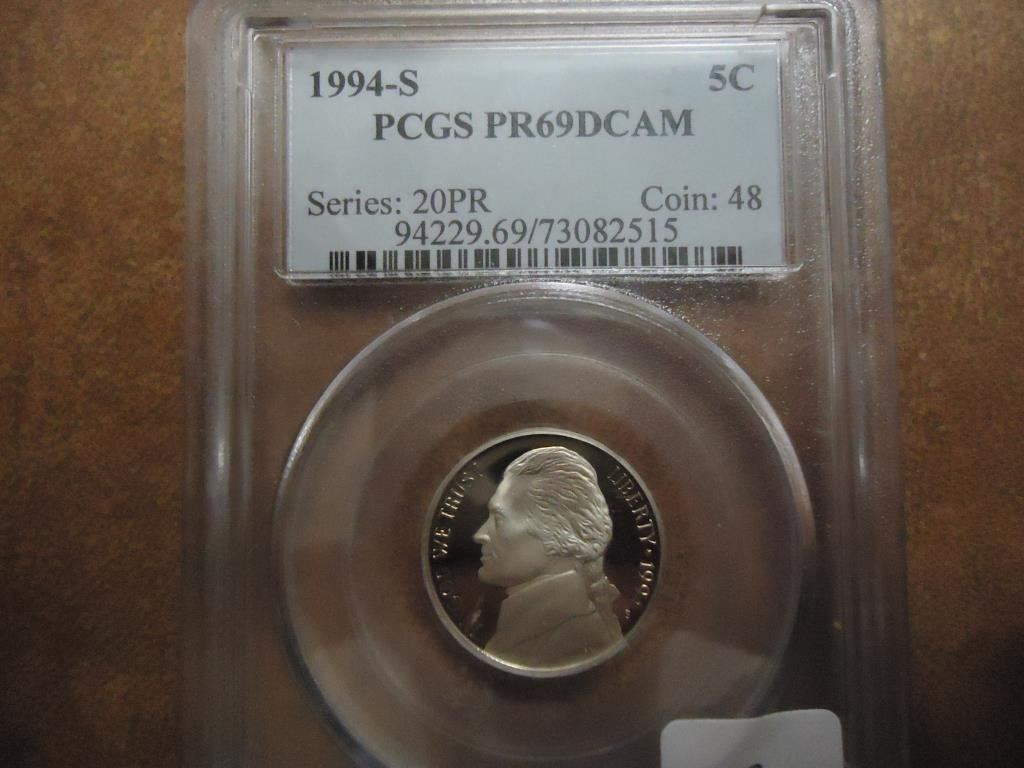 1994-S 5C
PCGS PR69DCAM
Series: 20PR Coin: 48
94229.69/73082515
WE TRUST
LIBERTY